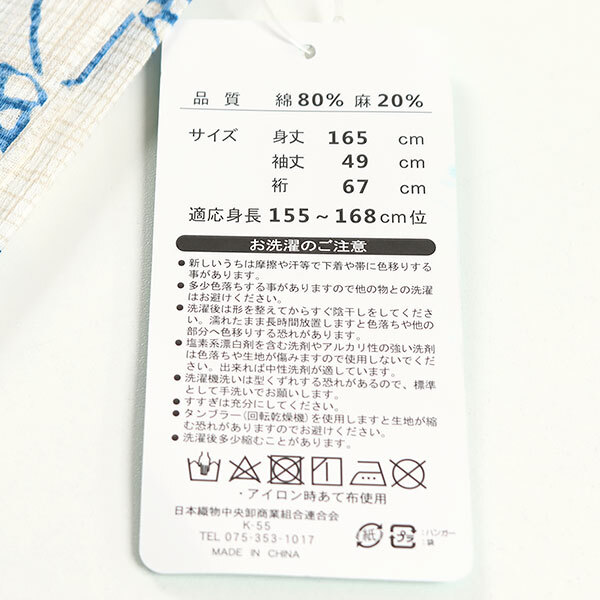 品質 綿80% 麻20%
サイズ 身丈 165 cm
袖丈 49 cm
裄 67 cm
適応身長 155～168cm位
お洗濯のご注意
●新しいうちは摩擦や汗等で下着や帯に色移りする
事があります。
●多少色落ちする事がありますので他の物との洗濯
はお避けください。
●洗濯後は形を整えてからすぐ陰干しをしてくださ
い。濡れたまま長時間放置しますと色落ちや他の
部分へ色移りする恐れがあります。
●塩素系漂白剤を含む洗剤やアルカリ性の強い洗剤
は色落ちや生地が傷みますので使用しないでくだ
さい。出来れば中性洗剤が適しています。
●洗濯機洗いは型くずれする恐れがあるので、標準
として手洗いでお願いします。
●すすぎは充分にしてください。
●タンブラー(回転乾燥機)を使用しますと生地が縮
む恐れがありますのでお避けください。
●洗濯後多少縮むことがあります。
・アイロン時あて布使用
日本織物中央卸商業組合連合会
K-55
TEL 075-353-1017
MADE IN CHINA
紙
プラ
:ハンガー
:袋